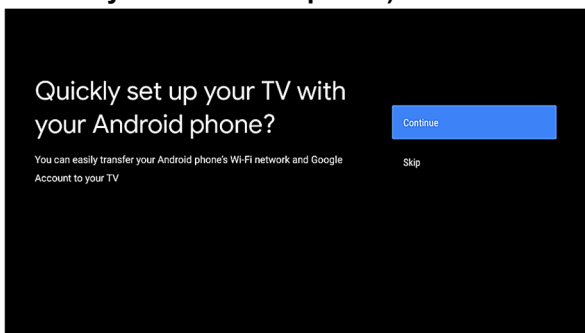 Quickly set up your TV with
your Android phone?
You can easily transfer your Android phone's Wi-Fi network and Google
Account to your TV
Continue
Skip